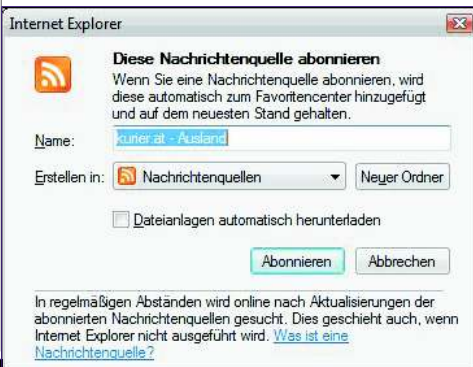 Internet Explorer
Diese Nachrichtenquelle abonnieren
Wenn Sie eine Nachrichtenquelle abonnieren, wird
diese automatisch zum Favoritencenter hinzugefügt
und auf dem neuesten Stand gehalten.
Name: kurier.at - Ausland
Erstellen in: Nachrichtenquellen Neuer Ordner
Dateianlagen automatisch herunterladen
Abonnieren Abbrechen
In regelmäßigen Abständen wird online nach Aktualisierungen der
abonnierten Nachrichtenquellen gesucht. Dies geschieht auch, wenn
Internet Explorer nicht ausgeführt wird. Was ist eine
Nachrichtenquelle?